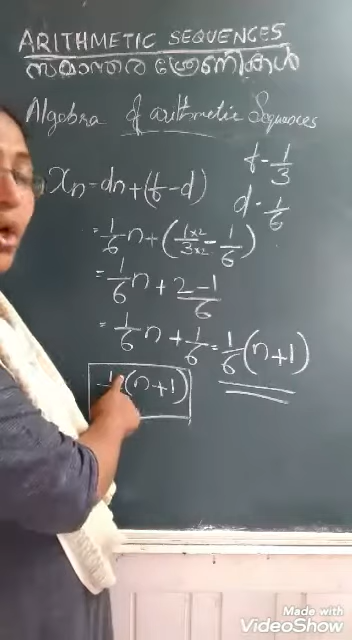 ARITHMETIC SEQUENCES
സമാന്തര ശ്രേണികൾ
Algebra of arithmetic Sequences
f - 1/3
xn = dn + (f - d)
d - 1/6
= 1/6 n + (1×2/3×2 - 1/6)
= 1/6 n + 2-1/6
= 1/6 n + 1/6 = 1/6 (n+1)
(n+1)
Made with
VideoShow